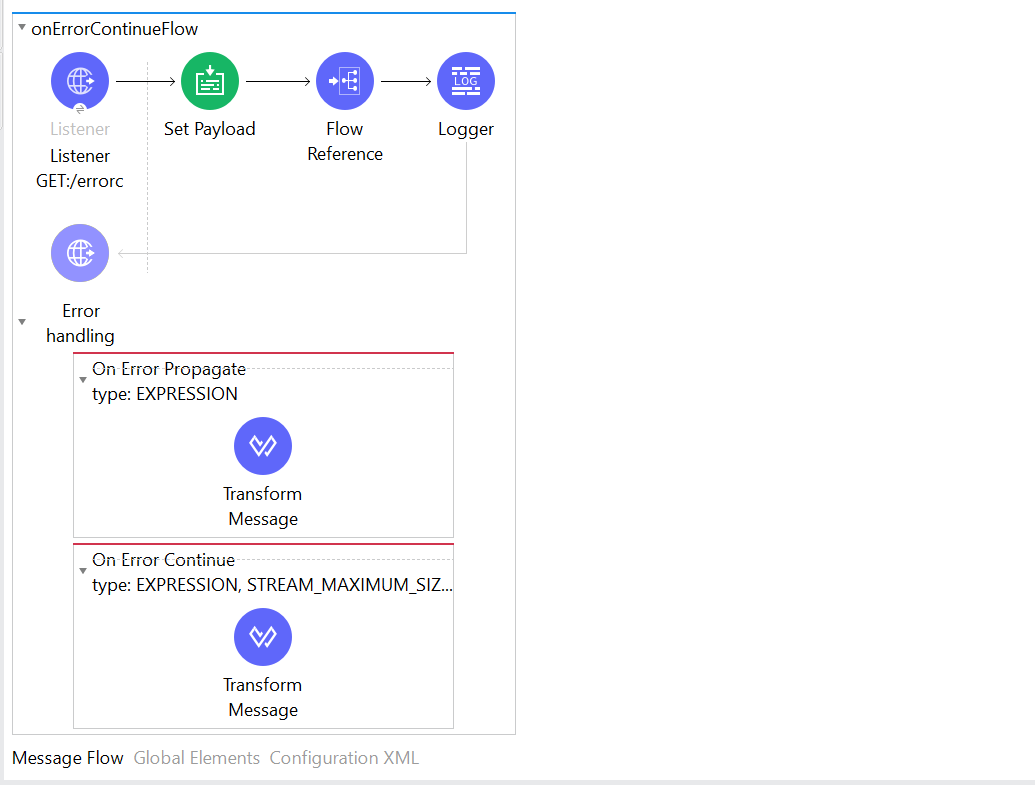 onErrorContinueFlow
LOG
Listener
Set Payload
Flow
Reference
Logger
Listener
GET:/errorc
Error
handling
On Error Propagate
type: EXPRESSION
Transform
Message
On Error Continue
type: EXPRESSION, STREAM_MAXIMUM_SIZ...
Transform
Message
Message Flow Global Elements Configuration XML